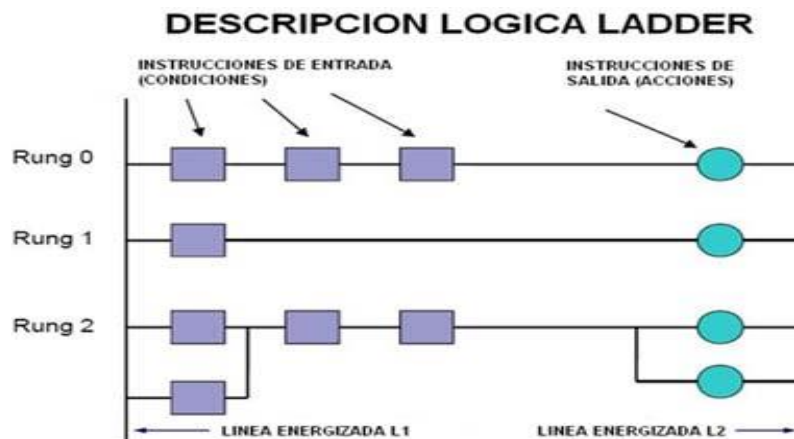 DESCRIPCION LOGICA LADDER
INSTRUCCIONES DE ENTRADA
(CONDICIONES)
INSTRUCCIONES DE
SALIDA (ACCIONES)
Rung 0
Rung 1
Rung 2
LINEA ENERGIZADA L1
LINEA ENERGIZADA L2